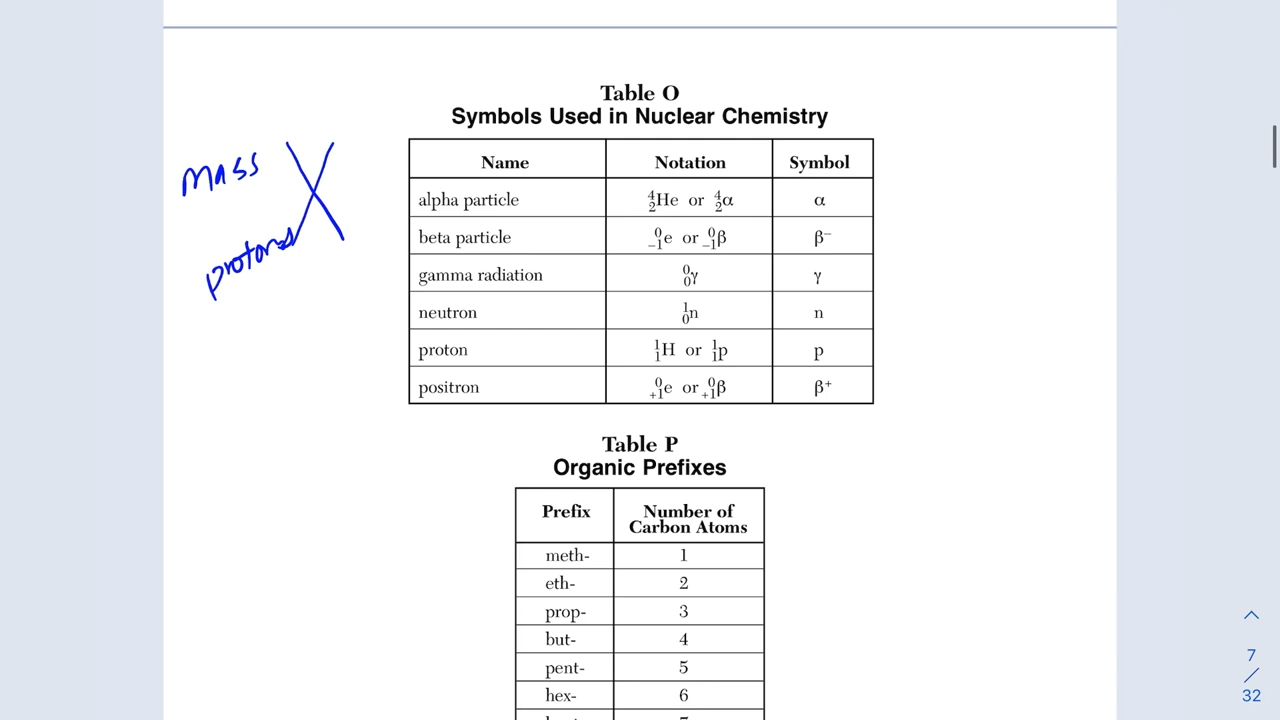 Table O
Symbols Used in Nuclear Chemistry
Name Notation Symbol
alpha particle ⁴₂He or ⁴₂α α
beta particle ⁰₋₁e or ⁰₋₁β β⁻
gamma radiation ⁰₀γ γ
neutron ¹₀n n
proton ¹₁H or ¹₁p p
positron ⁰₊₁e or ⁰₊₁β β⁺
mass X
protons
Table P
Organic Prefixes
Prefix Number of
Carbon Atoms
meth- 1
eth- 2
prop- 3
but- 4
pent- 5
hex- 6
7
/
32